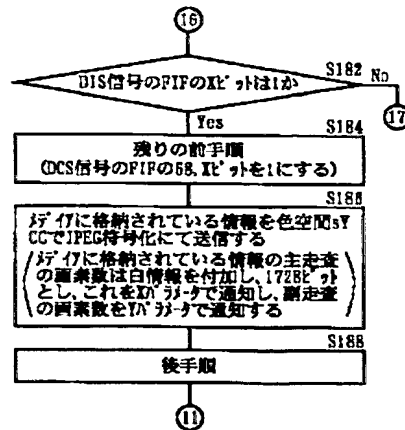 16
DIS信号のFIFのXビットは1か
S182
No
17
Yes
S184
残りの前手順
(DCS信号のFIFの68, Xビットを1にする)
S186
メディアに格納されている情報を色空間sY
CCでJPEG符号化にて送信する
メディアに格納されている情報の主走査
の画素数は白情報を付加し、1728ビット
とし、これをXパラメータで通知し、副走査
の画素数をYパラメータで通知する
S188
後手順
11